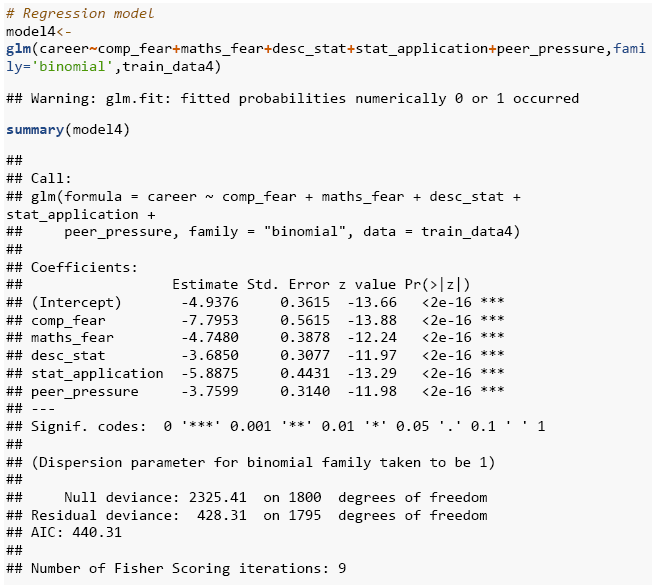 # Regression model
model4<-
glm(career~comp_fear+maths_fear+desc_stat+stat_application+peer_pressure,fami
ly='binomial',train_data4)
## Warning: glm.fit: fitted probabilities numerically 0 or 1 occurred
summary(model4)
##
## Call:
## glm(formula = career ~ comp_fear + maths_fear + desc_stat +
stat_application +
##     peer_pressure, family = "binomial", data = train_data4)
##
## Coefficients:
##                  Estimate Std. Error z value Pr(>|z|)
## (Intercept)       -4.9376     0.3615  -13.66   <2e-16 ***
## comp_fear         -7.7953     0.5615  -13.88   <2e-16 ***
## maths_fear        -4.7480     0.3878  -12.24   <2e-16 ***
## desc_stat         -3.6850     0.3077  -11.97   <2e-16 ***
## stat_application  -5.8875     0.4431  -13.29   <2e-16 ***
## peer_pressure     -3.7599     0.3140  -11.98   <2e-16 ***
## ---
## Signif. codes:  0 '***' 0.001 '**' 0.01 '*' 0.05 '.' 0.1 ' ' 1
##
## (Dispersion parameter for binomial family taken to be 1)
##
##     Null deviance: 2325.41  on 1800  degrees of freedom
## Residual deviance:  428.31  on 1795  degrees of freedom
## AIC: 440.31
##
## Number of Fisher Scoring iterations: 9